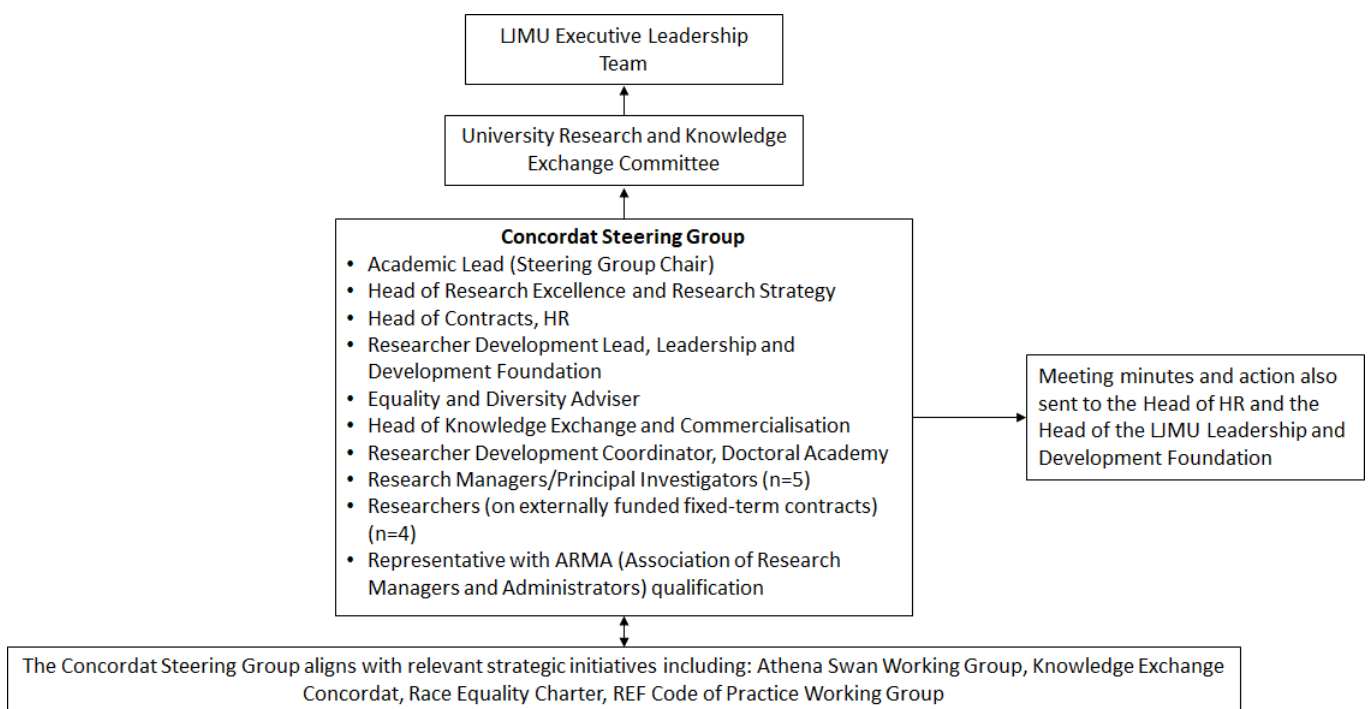 LJMU Executive Leadership
Team
University Research and Knowledge
Exchange Committee
Concordat Steering Group
• Academic Lead (Steering Group Chair)
• Head of Research Excellence and Research Strategy
• Head of Contracts, HR
• Researcher Development Lead, Leadership and
Development Foundation
• Equality and Diversity Adviser
• Head of Knowledge Exchange and Commercialisation
• Researcher Development Coordinator, Doctoral Academy
• Research Managers/Principal Investigators (n=5)
• Researchers (on externally funded fixed-term contracts)
(n=4)
• Representative with ARMA (Association of Research
Managers and Administrators) qualification
Meeting minutes and action also
sent to the Head of HR and the
Head of the LJMU Leadership and
Development Foundation
The Concordat Steering Group aligns with relevant strategic initiatives including: Athena Swan Working Group, Knowledge Exchange
Concordat, Race Equality Charter, REF Code of Practice Working Group